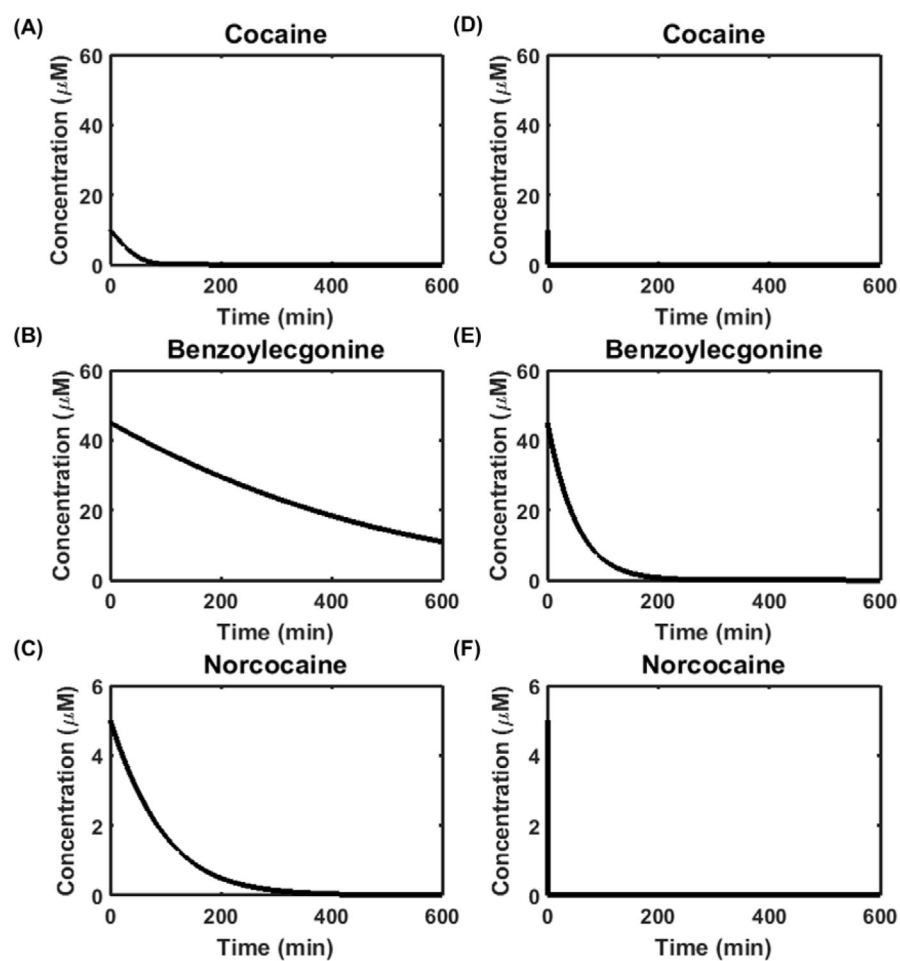 (A)
Cocaine
Concentration (μM)
60
40
20
0
0 200 400 600
Time (min)
(D)
Cocaine
Concentration (μM)
60
40
20
0
0 200 400 600
Time (min)
(B)
Benzoylecgonine
Concentration (μM)
60
40
20
0
0 200 400 600
Time (min)
(E)
Benzoylecgonine
Concentration (μM)
60
40
20
0
0 200 400 600
Time (min)
(C)
Norcocaine
Concentration (μM)
6
4
2
0
0 200 400 600
Time (min)
(F)
Norcocaine
Concentration (μM)
6
4
2
0
0 200 400 600
Time (min)